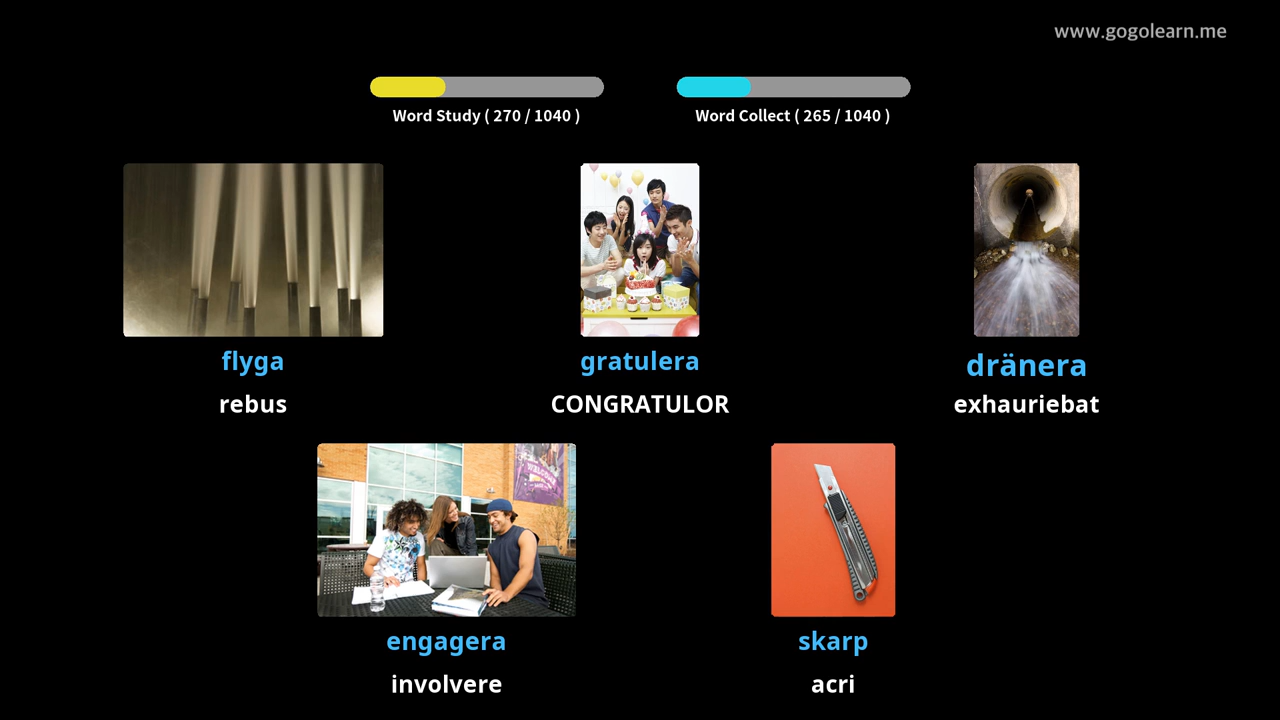 www.gogolearn.me
Word Study ( 270 / 1040 )
Word Collect ( 265 / 1040 )
flyga
gratulera
dränera
rebus
CONGRATULOR
exhauriebat
engagera
skarp
involvere
acri